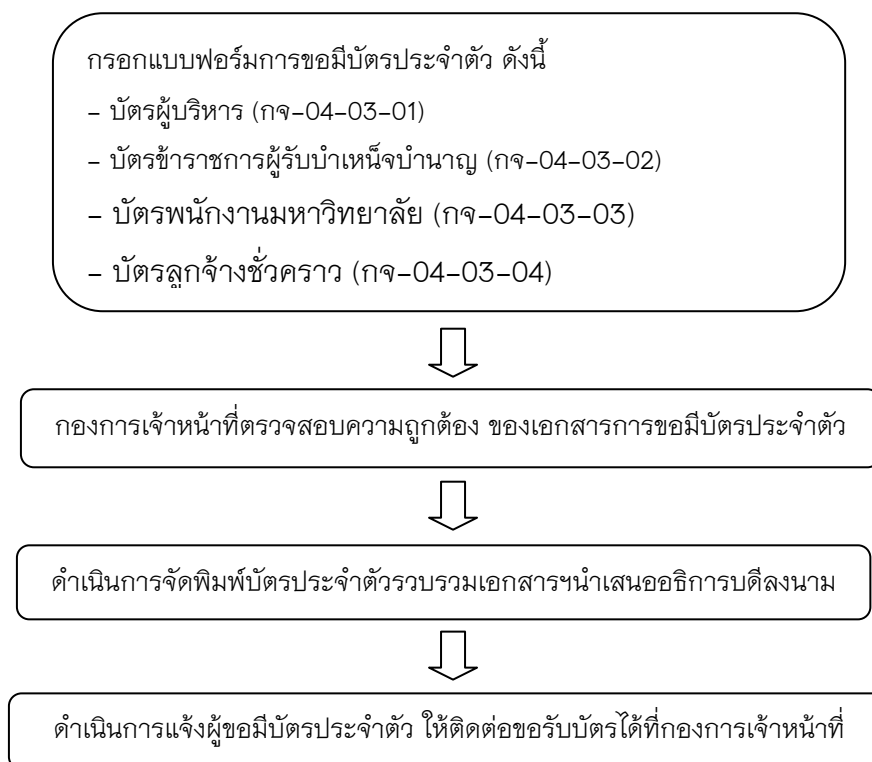 กรอกแบบฟอร์มการขอมีบัตรประจำตัว ดังนี้
- บัตรผู้บริหาร (กจ-04-03-01)
- บัตรข้าราชการผู้รับบำเหน็จบำนาญ (กจ-04-03-02)
- บัตรพนักงานมหาวิทยาลัย (กจ-04-03-03)
- บัตรลูกจ้างชั่วคราว (กจ-04-03-04)
กองการเจ้าหน้าที่ตรวจสอบความถูกต้อง ของเอกสารการขอมีบัตรประจำตัว
ดำเนินการจัดพิมพ์บัตรประจำตัวรวบรวมเอกสารฯนำเสนออธิการบดีลงนาม
ดำเนินการแจ้งผู้ขอมีบัตรประจำตัว ให้ติดต่อขอรับบัตรได้ที่กองการเจ้าหน้าที่